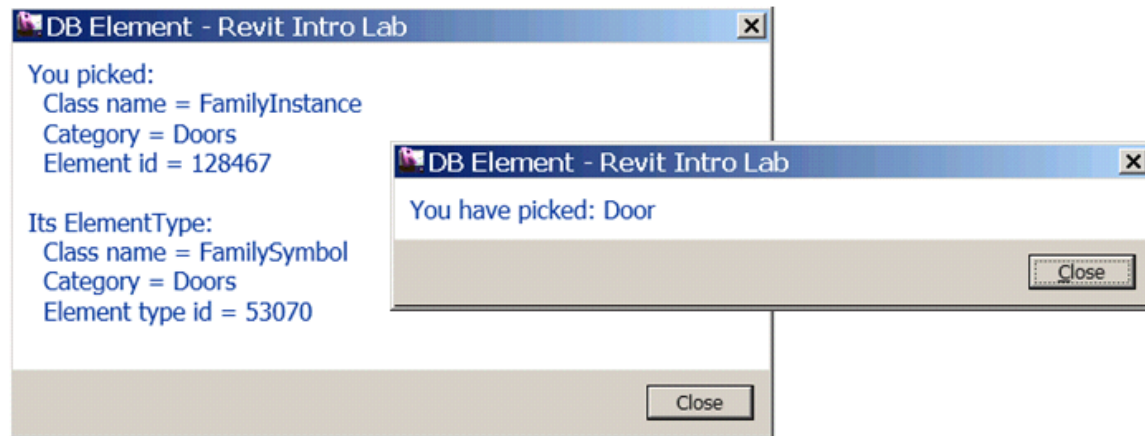 DB Element - Revit Intro Lab
You picked:
Class name = FamilyInstance
Category = Doors
Element id = 128467
Its ElementType:
Class name = FamilySymbol
Category = Doors
Element type id = 53070
Close
DB Element - Revit Intro Lab
You have picked: Door
Close